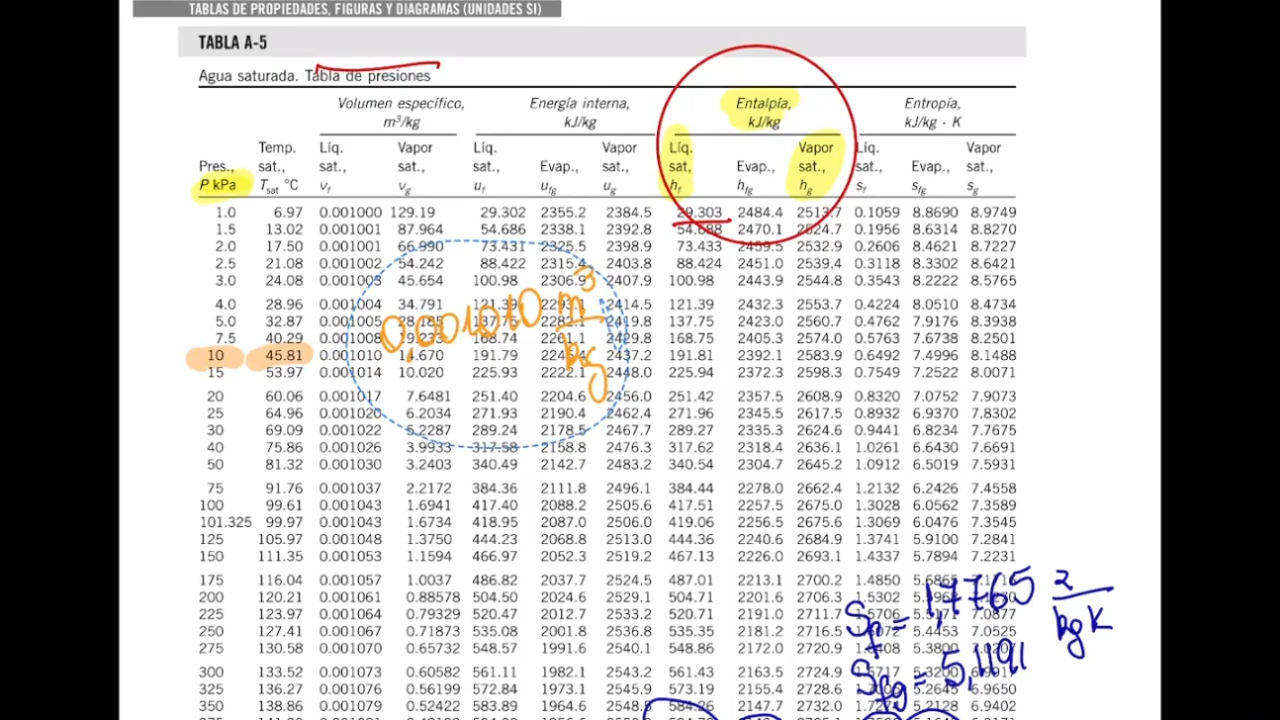 TABLAS DE PROPIEDADES, FIGURAS Y DIAGRAMAS (UNIDADES SI)
TABLA A-5
Agua saturada. Tabla de presiones
Volumen específico, Energía interna, Entalpía, Entropía,
m³/kg kJ/kg kJ/kg kJ/kg · K
Temp. Líq. Vapor Líq. Vapor Líq. Vapor Líq. Vapor
Pres., sat., sat., sat., sat., Evap., sat., sat, Evap., sat., sat., Evap., sat.,
P kPa Tsat °C vf vg uf ufg ug hf hfg hg sf sfg sg
1.0 6.97 0.001000 129.19 29.302 2355.2 2384.5 29.303 2484.4 2513.7 0.1059 8.8690 8.9749
1.5 13.02 0.001001 87.964 54.686 2338.1 2392.8 54.688 2470.1 2524.7 0.1956 8.6314 8.8270
2.0 17.50 0.001001 66.990 73.431 2325.5 2398.9 73.433 2459.5 2532.9 0.2606 8.4621 8.7227
2.5 21.08 0.001002 54.242 88.422 2315.4 2403.8 88.424 2451.0 2539.4 0.3118 8.3302 8.6421
3.0 24.08 0.001003 45.654 100.98 2306.9 2407.9 100.98 2443.9 2544.8 0.3543 8.2222 8.5765
4.0 28.96 0.001004 34.791 121.39 2293.1 2414.5 121.39 2432.3 2553.7 0.4224 8.0510 8.4734
5.0 32.87 0.001005 28.185 137.75 2282.1 2419.8 137.75 2423.0 2560.7 0.4762 7.9176 8.3938
7.5 40.29 0.001008 19.233 168.74 2261.1 2429.8 168.75 2405.3 2574.0 0.5763 7.6738 8.2501
0,001010 m³/kg
10 45.81 0.001010 14.670 191.79 2245.4 2437.2 191.81 2392.1 2583.9 0.6492 7.4996 8.1488
15 53.97 0.001014 10.020 225.93 2222.1 2448.0 225.94 2372.3 2598.3 0.7549 7.2522 8.0071
20 60.06 0.001017 7.6481 251.40 2204.6 2456.0 251.42 2357.5 2608.9 0.8320 7.0752 7.9073
25 64.96 0.001020 6.2034 271.93 2190.4 2462.4 271.96 2345.5 2617.5 0.8932 6.9370 7.8302
30 69.09 0.001022 5.2287 289.24 2178.5 2467.7 289.27 2335.3 2624.6 0.9441 6.8234 7.7675
40 75.86 0.001026 3.9933 317.58 2158.8 2476.3 317.62 2318.4 2636.1 1.0261 6.6430 7.6691
50 81.32 0.001030 3.2403 340.49 2142.7 2483.2 340.54 2304.7 2645.2 1.0912 6.5019 7.5931
75 91.76 0.001037 2.2172 384.36 2111.8 2496.1 384.44 2278.0 2662.4 1.2132 6.2426 7.4558
100 99.61 0.001043 1.6941 417.40 2088.2 2505.6 417.51 2257.5 2675.0 1.3028 6.0562 7.3589
101.325 99.97 0.001043 1.6734 418.95 2087.0 2506.0 419.06 2256.5 2675.6 1.3069 6.0476 7.3545
125 105.97 0.001048 1.3750 444.23 2068.8 2513.0 444.36 2240.6 2684.9 1.3741 5.9100 7.2841
150 111.35 0.001053 1.1594 466.97 2052.3 2519.2 467.13 2226.0 2693.1 1.4337 5.7894 7.2231
175 116.04 0.001057 1.0037 486.82 2037.7 2524.5 487.01 2213.1 2700.2 1.4850
200 120.21 0.001061 0.88578 504.50 2024.6 2529.1 504.71 2201.6 2706.3 1.5302
225 123.97 0.001064 0.79329 520.47 2012.7 2533.2 520.71 2191.0 2711.7 1.5706 7.0877
Sf = 1,7765 kgK
250 127.41 0.001067 0.71873 535.08 2001.8 2536.8 535.35 2181.2 2716.5 5.4453 7.0525
275 130.58 0.001070 0.65732 548.57 1991.6 2540.1 548.86 2172.0 2720.9 5.3800
Sfg = 5,1191
300 133.52 0.001073 0.60582 561.11 1982.1 2543.2 561.43 2163.5 2724.9 5.3200
325 136.27 0.001076 0.56199 572.84 1973.1 2545.9 573.19 2155.4 2728.6 5.2645 6.9650
350 138.86 0.001079 0.52422 583.89 1964.6 2548.5 584.26 2147.7 2732.0 5.2128 6.9402